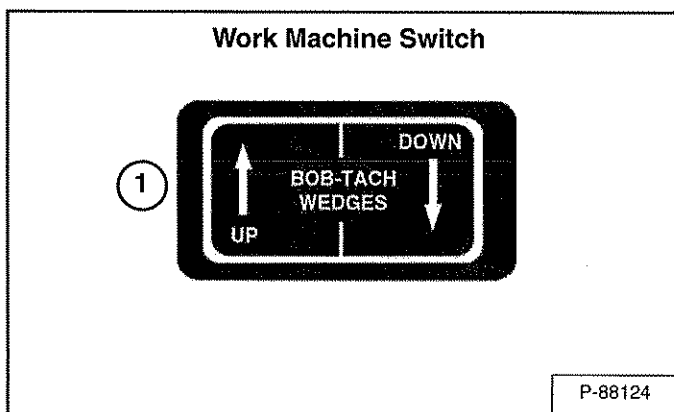 Work Machine Switch
1
UP
BOB-TACH
WEDGES
DOWN
P-88124